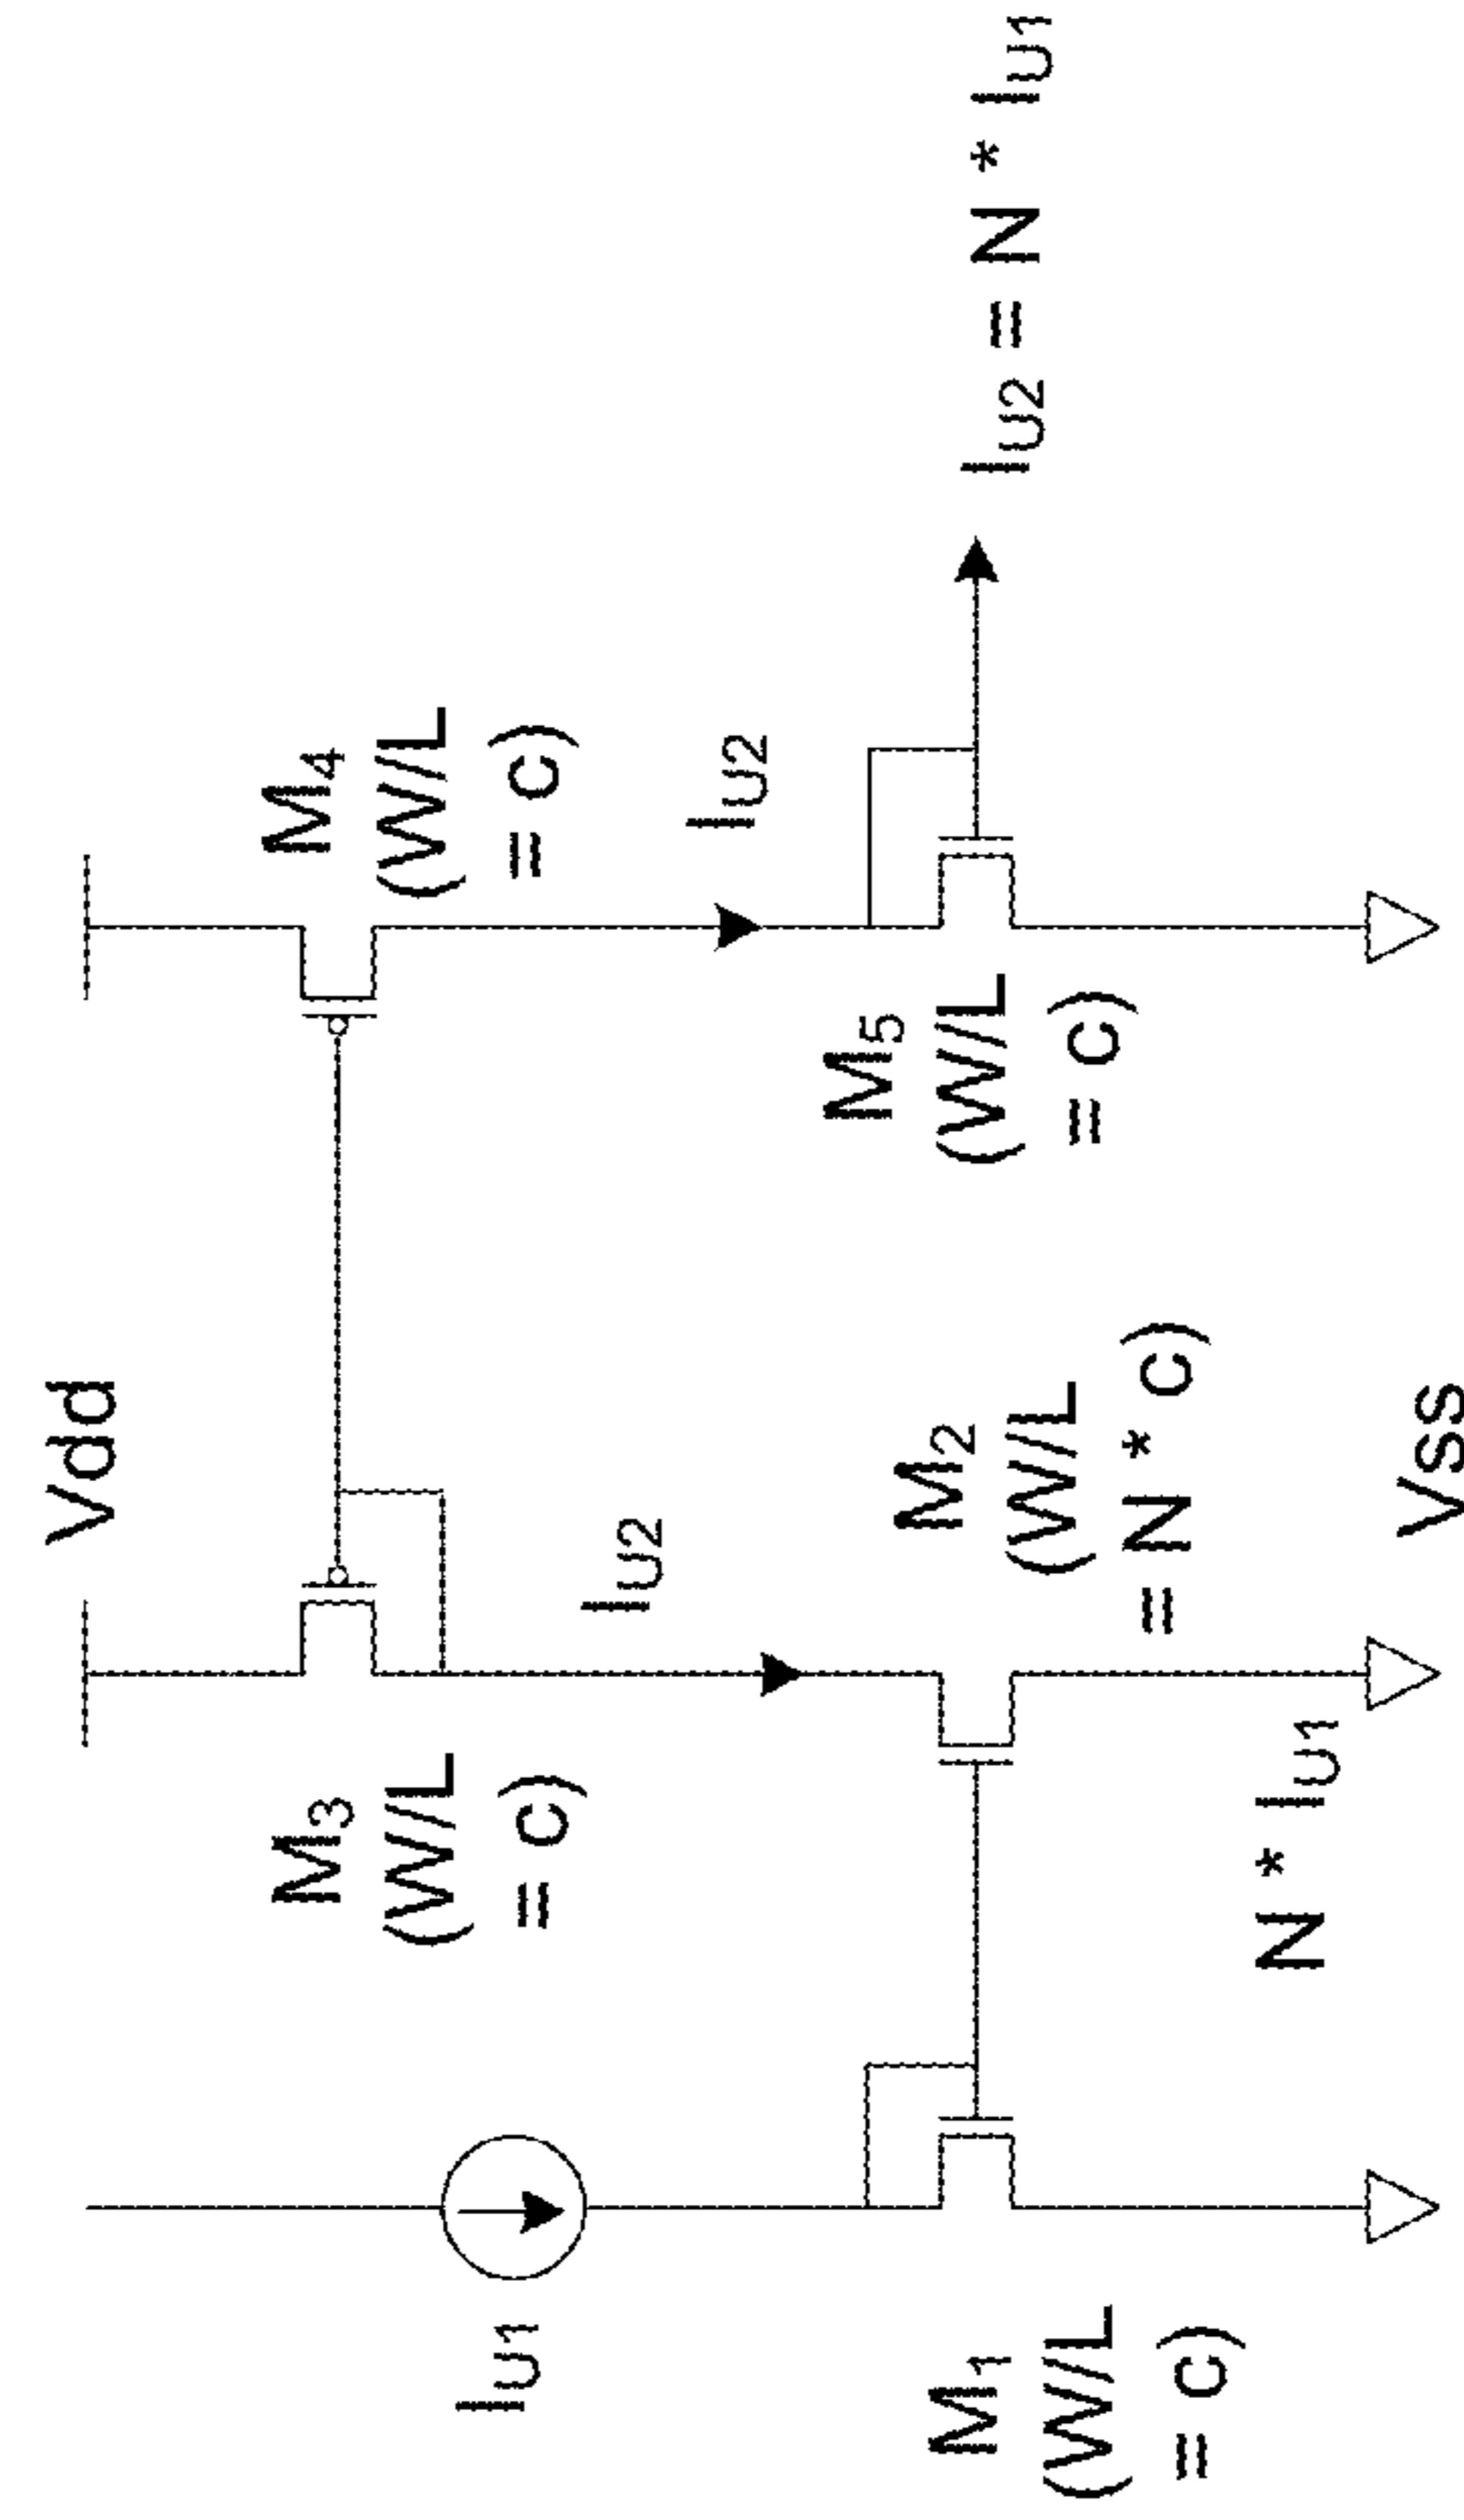 Vdd
M3
(W/L
= c)
M4
(W/L
= c)
IU1
IU2
IU2
M1
(W/L
= c)
M2
(W/L
= N * c)
M5
(W/L
= c)
IU2 = N * IU1
N * IU1
Vss